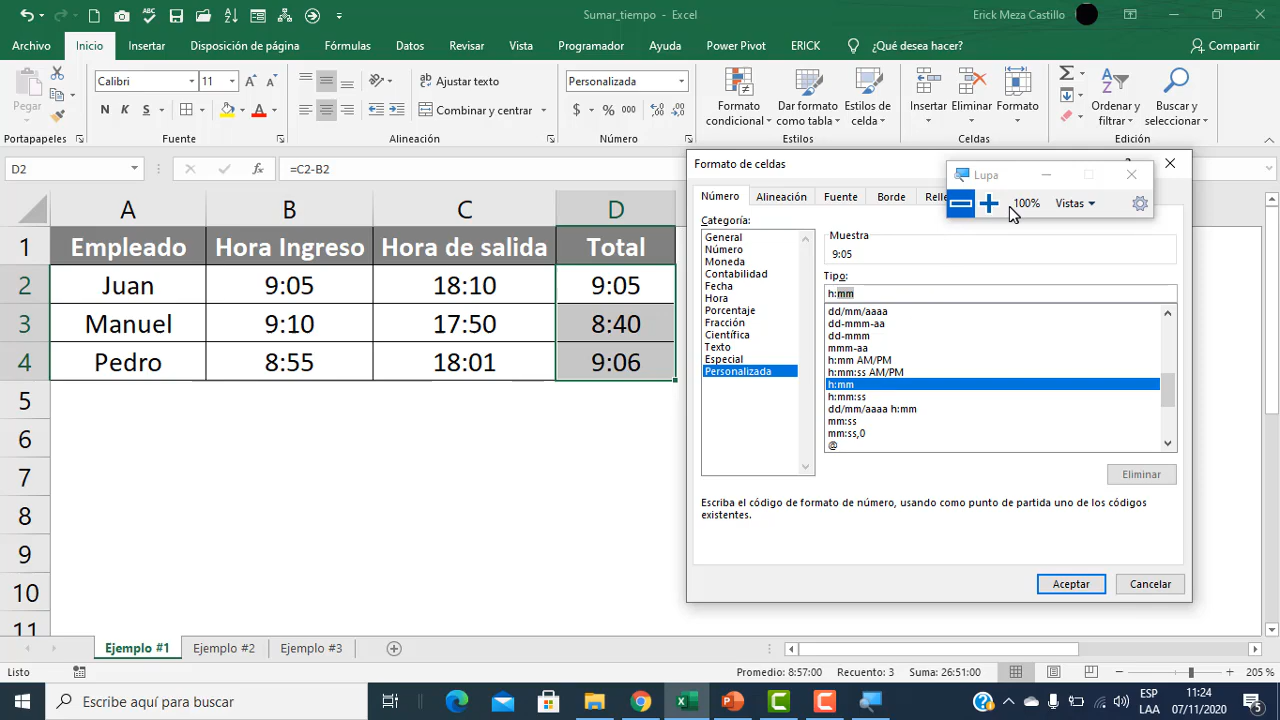 Sumar_tiempo - Excel
Erick Meza Castillo
Archivo Inicio Insertar Disposición de página Fórmulas Datos Revisar Vista Programador Ayuda Power Pivot ERICK ¿Qué desea hacer? Compartir
Pegar
Calibri 11
N K S
Ajustar texto
Combinar y centrar
Personalizada
$ % 000
Formato condicional
Dar formato como tabla
Estilos de celda
Insertar
Eliminar
Formato
Ordenar y filtrar
Buscar y seleccionar
Portapapeles Fuente Alineación Número Estilos Celdas Edición
D2 fx =C2-B2
A B C D
1 Empleado Hora Ingreso Hora de salida Total
2 Juan 9:05 18:10 9:05
3 Manuel 9:10 17:50 8:40
4 Pedro 8:55 18:01 9:06
5
6
7
8
9
10
11
Formato de celdas ?
Lupa
100% Vistas
Número Alineación Fuente Borde Relle
Categoría:
General
Número
Moneda
Contabilidad
Fecha
Hora
Porcentaje
Fracción
Científica
Texto
Especial
Personalizada
Muestra
9:05
Tipo:
h:mm
dd/mm/aaaa
dd-mmm-aa
dd-mmm
mmm-aa
h:mm AM/PM
h:mm:ss AM/PM
h:mm
h:mm:ss
dd/mm/aaaa h:mm
mm:ss
mm:ss,0
@
Eliminar
Escriba el código de formato de número, usando como punto de partida uno de los códigos
existentes.
Aceptar Cancelar
Ejemplo #1 Ejemplo #2 Ejemplo #3
Listo Promedio: 8:57:00 Recuento: 3 Suma: 26:51:00 205 %
Escribe aquí para buscar
ESP
LAA
11:24
07/11/2020
5